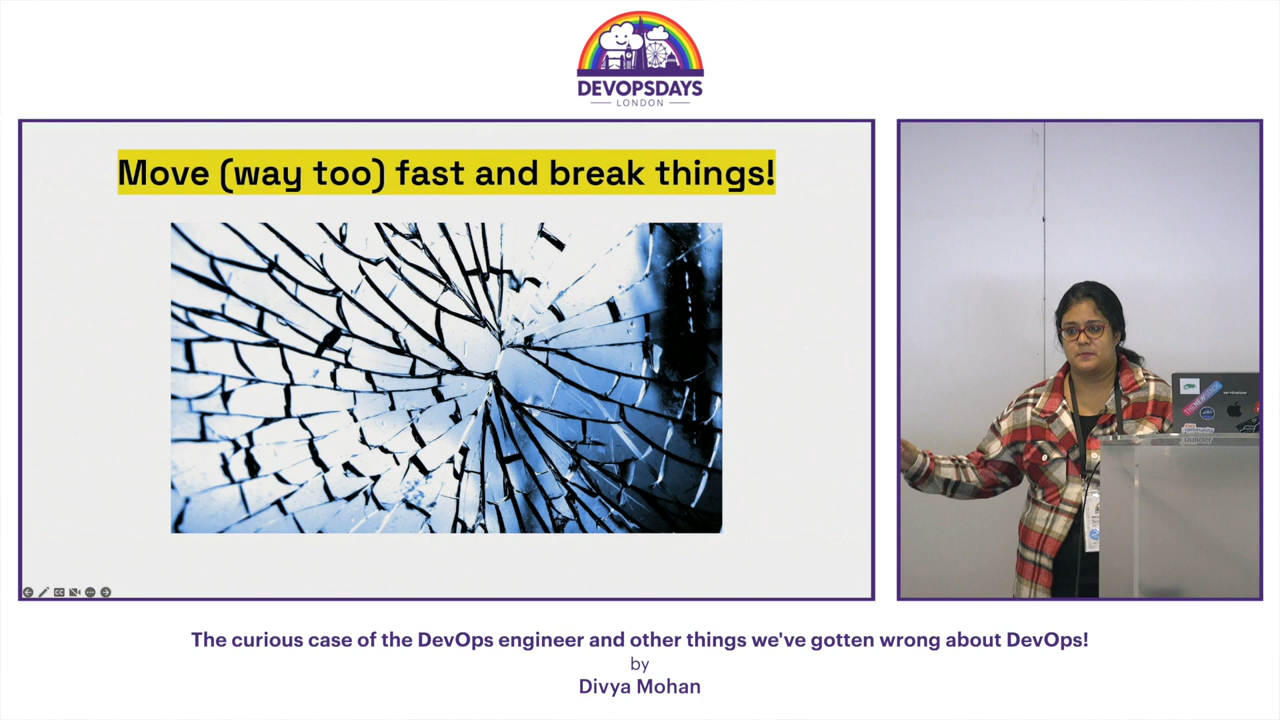 DEVOPSDAYS
LONDON
Move (way too) fast and break things!
The curious case of the DevOps engineer and other things we've gotten wrong about DevOps!
by
Divya Mohan